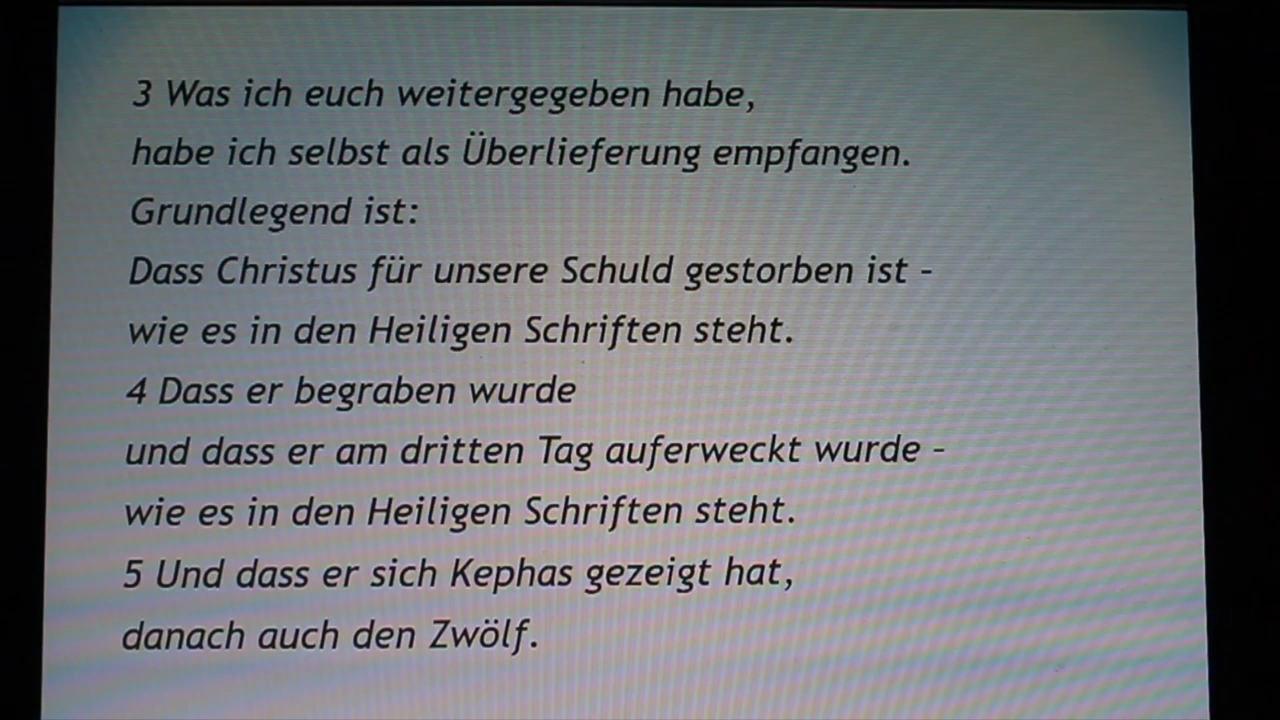 3 Was ich euch weitergegeben habe,
habe ich selbst als Überlieferung empfangen.
Grundlegend ist:
Dass Christus für unsere Schuld gestorben ist -
wie es in den Heiligen Schriften steht.
4 Dass er begraben wurde
und dass er am dritten Tag auferweckt wurde -
wie es in den Heiligen Schriften steht.
5 Und dass er sich Kephas gezeigt hat,
danach auch den Zwölf.